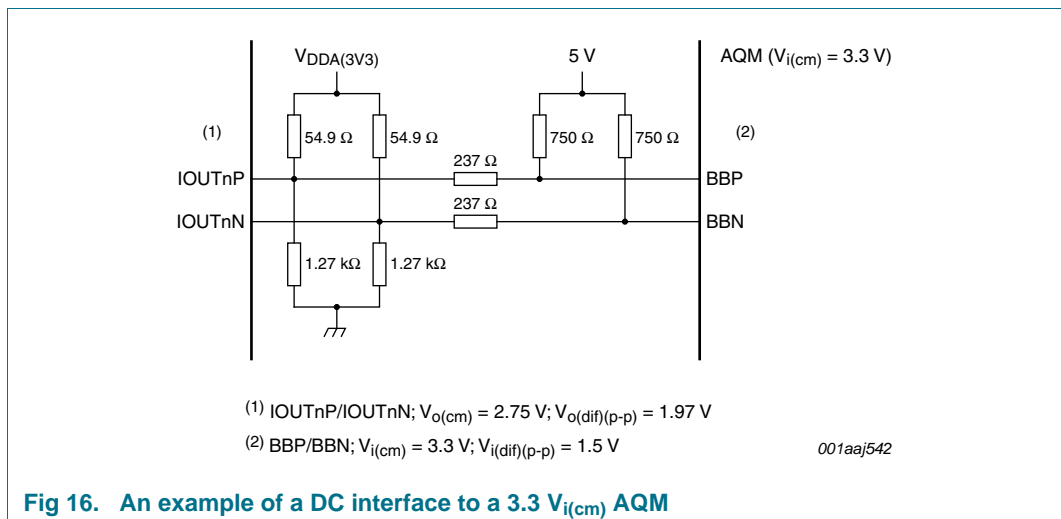 VDDA(3V3)
5 V
AQM (Vi(cm) = 3.3 V)
(1)
54.9 Ω
54.9 Ω
750 Ω
750 Ω
(2)
237 Ω
IOUTnP
BBP
237 Ω
IOUTnN
BBN
1.27 kΩ
1.27 kΩ
(1) IOUTnP/IOUTnN; Vo(cm) = 2.75 V; Vo(dif)(p-p) = 1.97 V
(2) BBP/BBN; Vi(cm) = 3.3 V; Vi(dif)(p-p) = 1.5 V
001aaj542
Fig 16. An example of a DC interface to a 3.3 Vi(cm) AQM